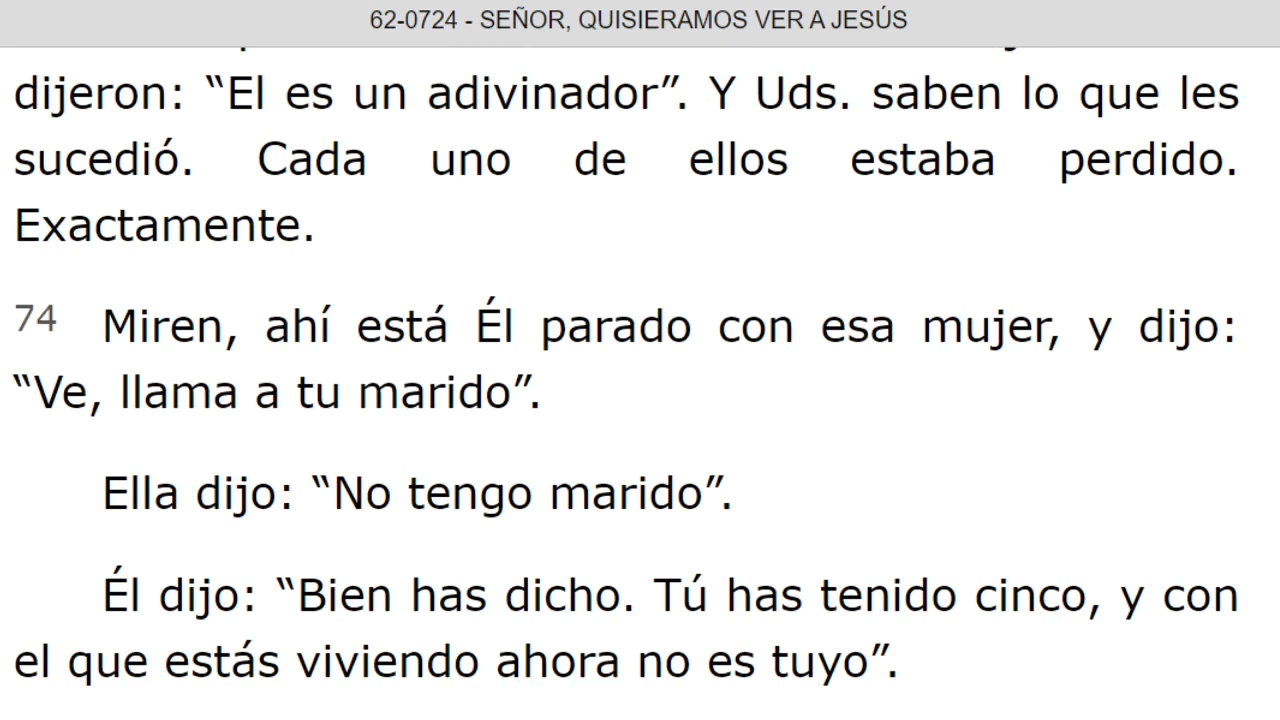 62-0724 - SEÑOR, QUISIERAMOS VER A JESÚS
dijeron: “El es un adivinador”. Y Uds. saben lo que les
sucedió. Cada uno de ellos estaba perdido.
Exactamente.
74 Miren, ahí está Él parado con esa mujer, y dijo:
“Ve, llama a tu marido”.
Ella dijo: “No tengo marido”.
Él dijo: “Bien has dicho. Tú has tenido cinco, y con
el que estás viviendo ahora no es tuyo”.